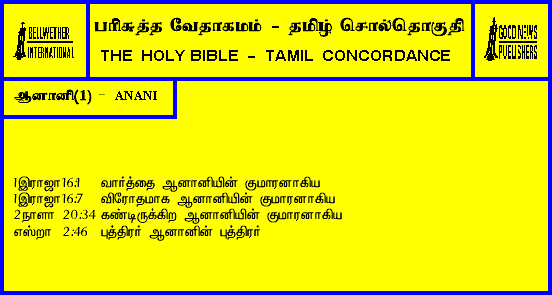 BELLWETHER
INTERNATIONAL
பரிசுத்த வேதாகமம் - தமிழ் சொல்தொகுதி
THE HOLY BIBLE - TAMIL CONCORDANCE
GOOD NEWS
PUBLISHERS
ஆனானி(1) - ANANI
1இராஜா16:1 வார்த்தை ஆனானியின் குமாரனாகிய
1இராஜா16:7 விரோதமாக ஆனானியின் குமாரனாகிய
2நாளா 20:34 கண்டிருக்கிற ஆனானியின் குமாரனாகிய
எஸ்றா 2:46 புத்திரர் ஆனானின் புத்திரர்